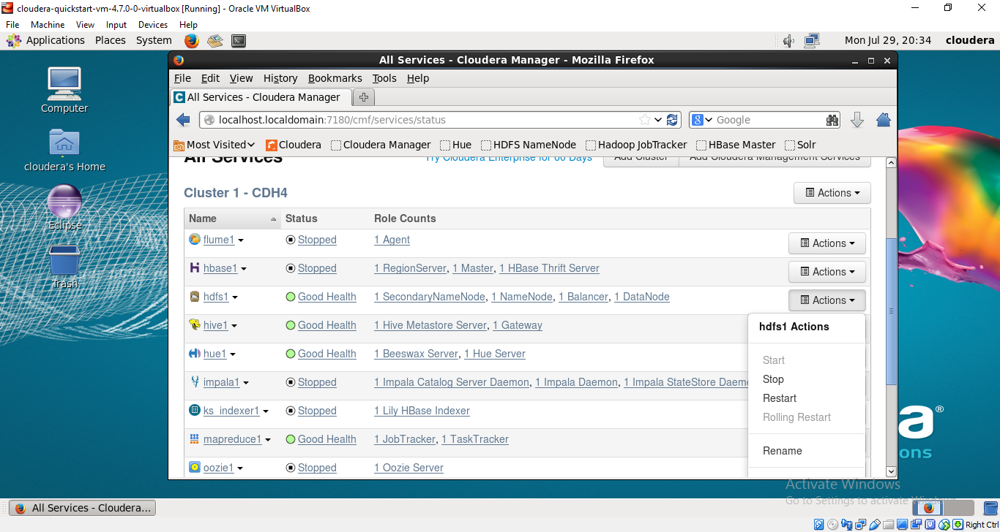 cloudera-quickstart-vm-4.7.0-0-virtualbox [Running] - Oracle VM VirtualBox
File Machine View Input Devices Help
Applications Places System Mon Jul 29, 20:34 cloudera
All Services - Cloudera Manager - Mozilla Firefox
File Edit View History Bookmarks Tools Help
All Services - Cloudera Manager
localhost.localdomain:7180/cmf/services/status Google
Most Visited Cloudera Cloudera Manager Hue HDFS NameNode Hadoop JobTracker HBase Master Solr
All Services Try Cloudera Enterprise for 60 Days Add Cluster Add Cloudera Management Services
Cluster 1 - CDH4 Actions
Name Status Role Counts
flume1 Stopped 1 Agent Actions
hbase1 Stopped 1 RegionServer, 1 Master, 1 HBase Thrift Server Actions
hdfs1 Good Health 1 SecondaryNameNode, 1 NameNode, 1 Balancer, 1 DataNode Actions
hive1 Good Health 1 Hive Metastore Server, 1 Gateway
hue1 Good Health 1 Beeswax Server, 1 Hue Server
impala1 Stopped 1 Impala Catalog Server Daemon, 1 Impala Daemon, 1 Impala StateStore Daem
ks_indexer1 Stopped 1 Lily HBase Indexer
mapreduce1 Good Health 1 JobTracker, 1 TaskTracker
oozie1 Stopped 1 Oozie Server
hdfs1 Actions
Start
Stop
Restart
Rolling Restart
Rename
Computer
cloudera's Home
Eclipse
Trash
a®
ons
Activate Windows
Go to Settings to activate Windows.
All Services - Cloudera...
Right Ctrl